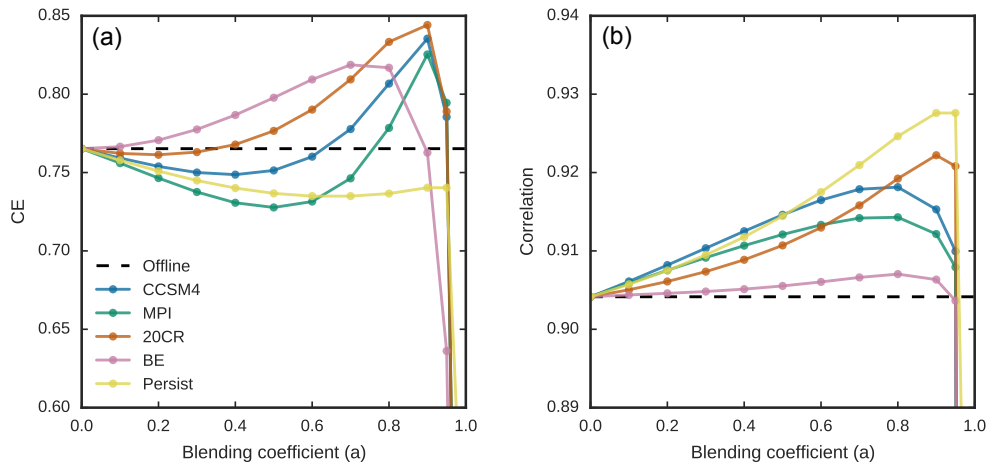 (a)
0.85
0.80
0.75
0.70
0.65
0.60
CE
Offline
CCSM4
MPI
20CR
BE
Persist
0.0 0.2 0.4 0.6 0.8 1.0
Blending coefficient (a)
(b)
0.94
0.93
0.92
0.91
0.90
0.89
Correlation
0.0 0.2 0.4 0.6 0.8 1.0
Blending coefficient (a)